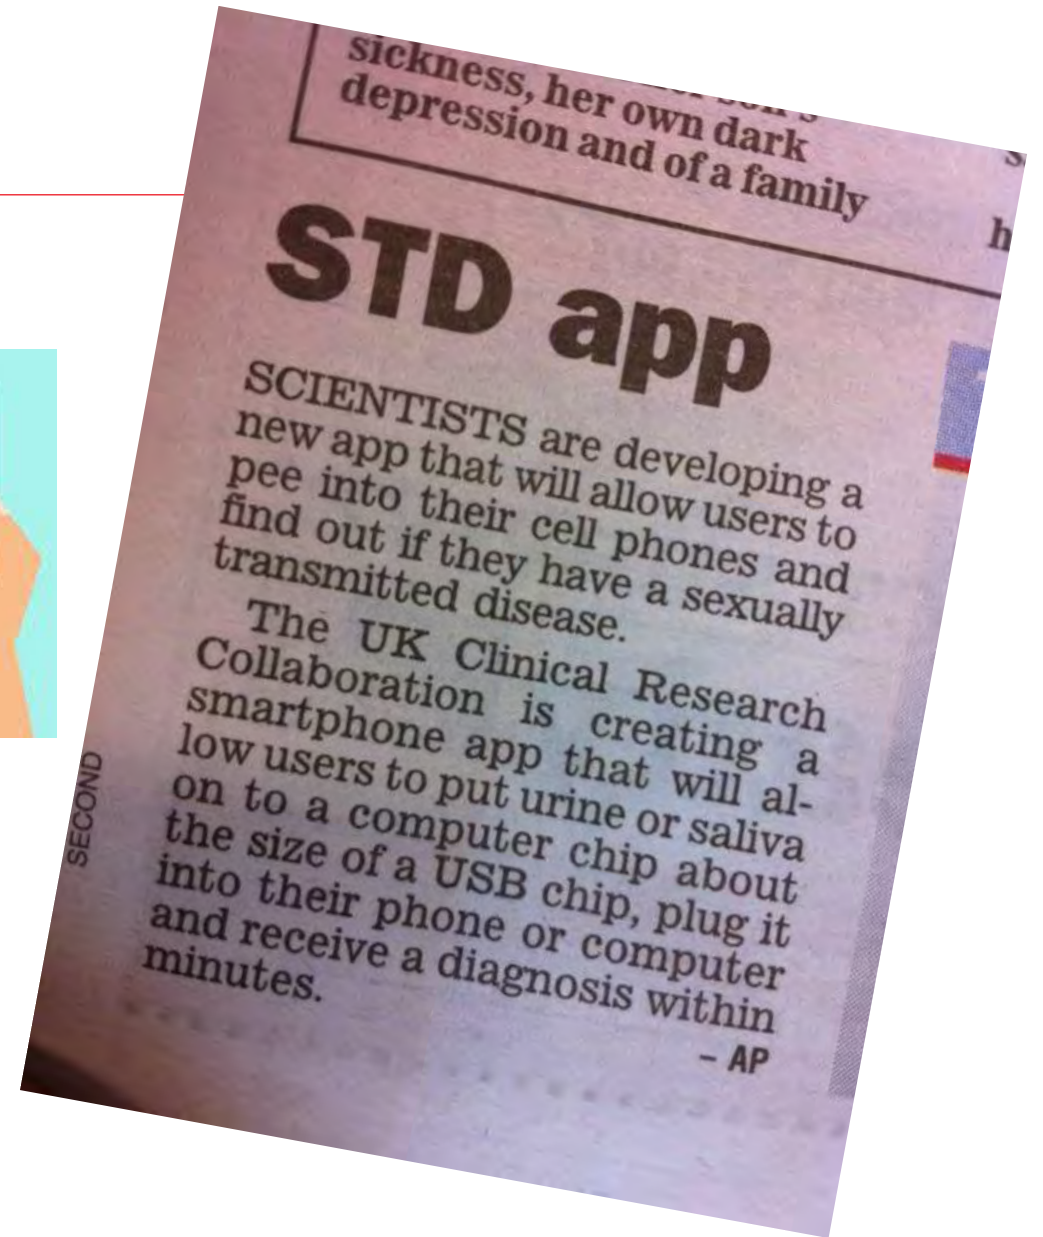 sickness, her own dark
depression and of a family
STD app
SCIENTISTS are developing a
new app that will allow users to
pee into their cell phones and
find out if they have a sexually
transmitted disease.
The UK Clinical Research
Collaboration is creating a
smartphone app that will al-
low users to put urine or saliva
on to a computer chip about
the size of a USB chip, plug it
into their phone or computer
and receive a diagnosis within
minutes.
– AP
SECOND